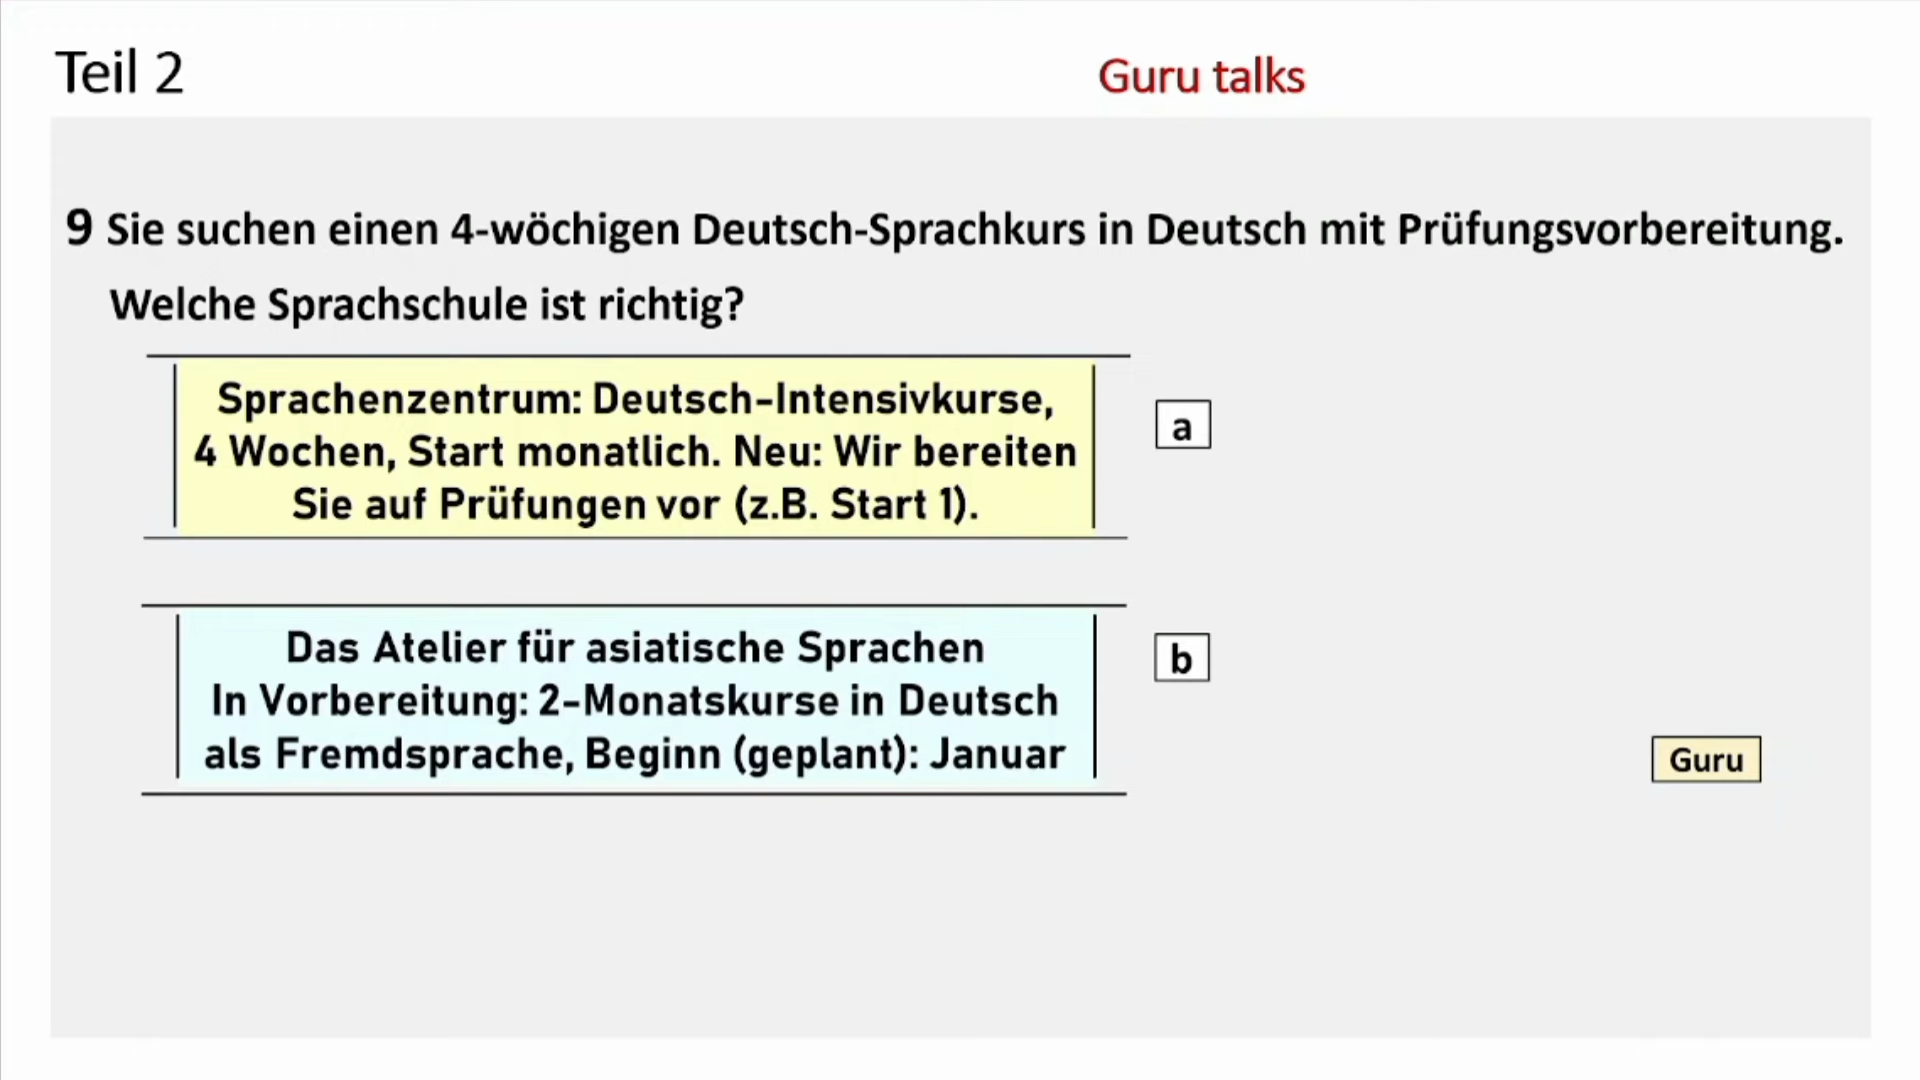 Teil 2
Guru talks
9 Sie suchen einen 4-wöchigen Deutsch-Sprachkurs in Deutsch mit Prüfungsvorbereitung.
Welche Sprachschule ist richtig?
Sprachenzentrum: Deutsch-Intensivkurse,
4 Wochen, Start monatlich. Neu: Wir bereiten
Sie auf Prüfungen vor (z.B. Start 1).
a
Das Atelier für asiatische Sprachen
In Vorbereitung: 2-Monatskurse in Deutsch
als Fremdsprache, Beginn (geplant): Januar
b
Guru